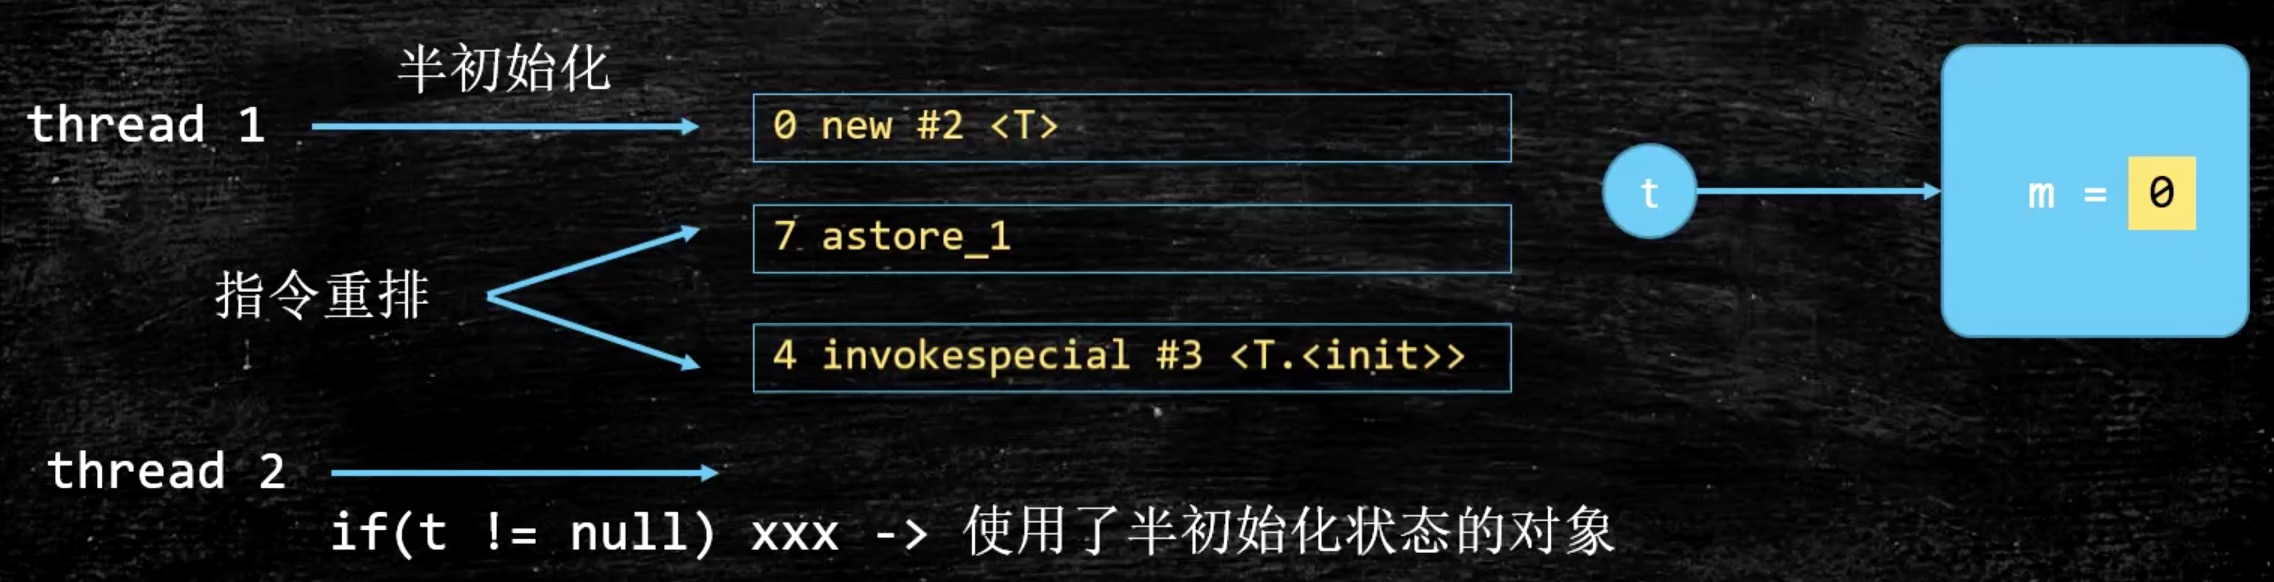 半初始化
thread 1
0 new #2 <T>
t
m = 0
7 astore_1
指令重排
4 invokespecial #3 <T.<init>>
thread 2
if(t != null) xxx -> 使用了半初始化状态的对象